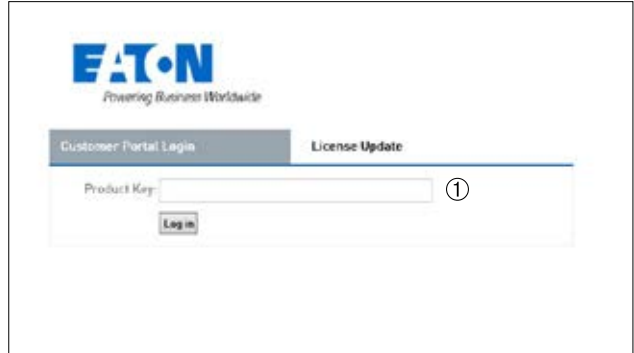 EATON
Powering Business Worldwide
Customer Portal Login License Update
Product Key: ①
Log in